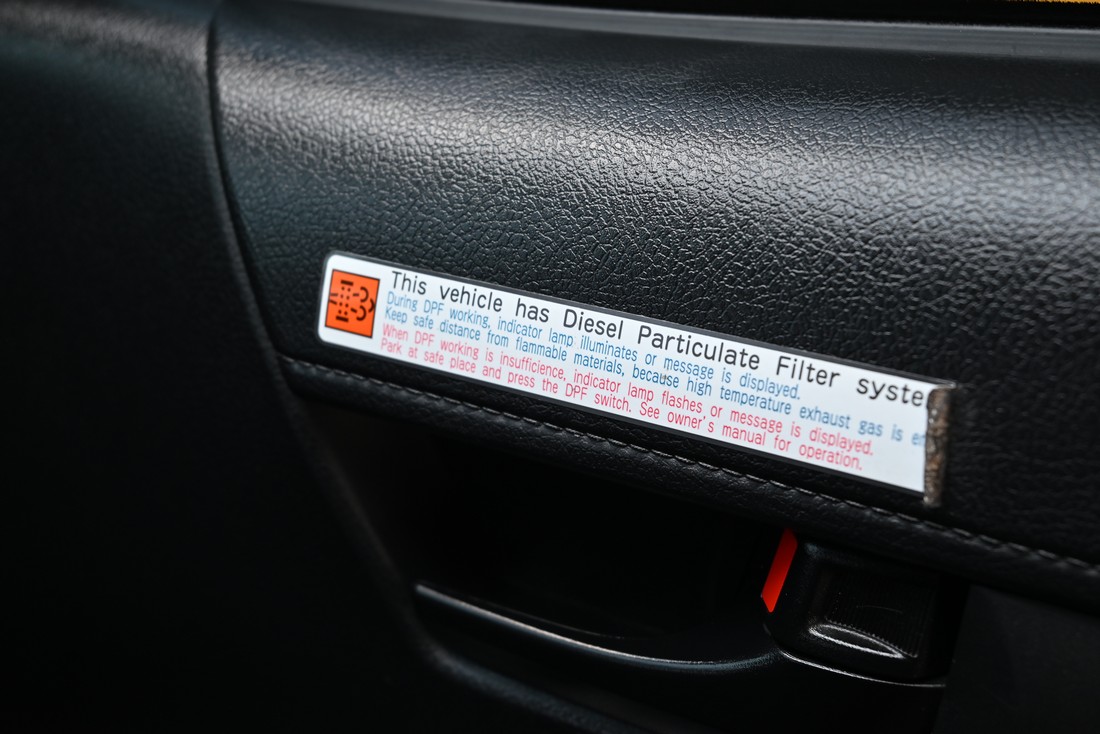 This vehicle has Diesel Particulate Filter syste
During DPF working, indicator lamp illuminates or message is displayed.
Keep safe distance from flammable materials, because high temperature exhaust gas is
When DPF working is insufficience, indicator lamp flashes or message is displayed.
Park at safe place and press the DPF switch. See owner's manual for operation.